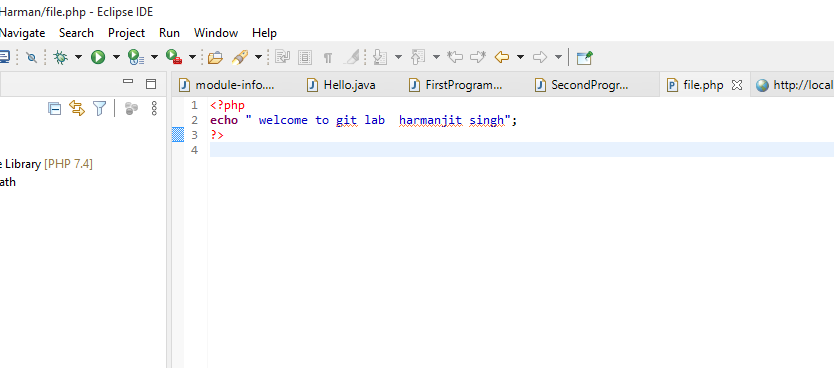 Harman/file.php - Eclipse IDE
Navigate Search Project Run Window Help
module-info.... Hello.java FirstProgram... SecondProgr... file.php http://local
1 <?php
2 echo " welcome to git lab  harmanjit singh";
3 ?>
4
e Library [PHP 7.4]
ath